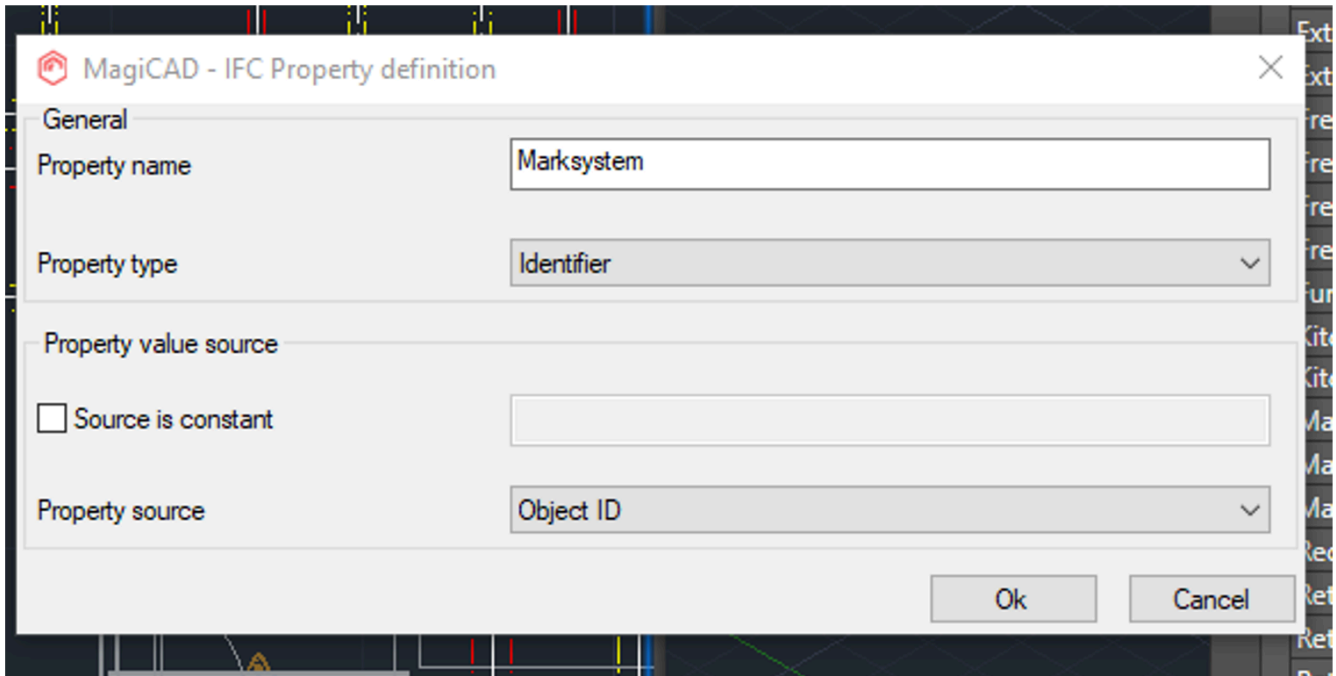 MagiCAD - IFC Property definition
General
Property name
Marksystem
Property type
Identifier
Property value source
Source is constant
Property source
Object ID
Ok
Cancel